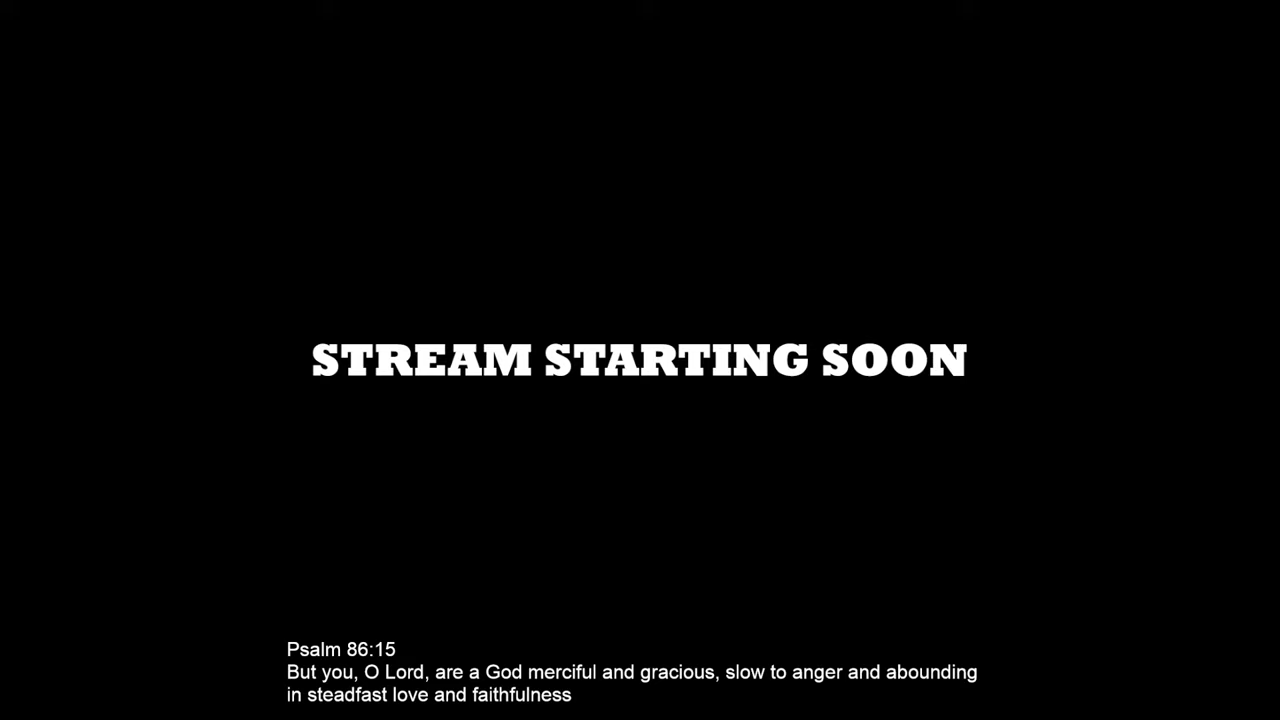 STREAM STARTING SOON
Psalm 86:15
But you, O Lord, are a God merciful and gracious, slow to anger and abounding
in steadfast love and faithfulness